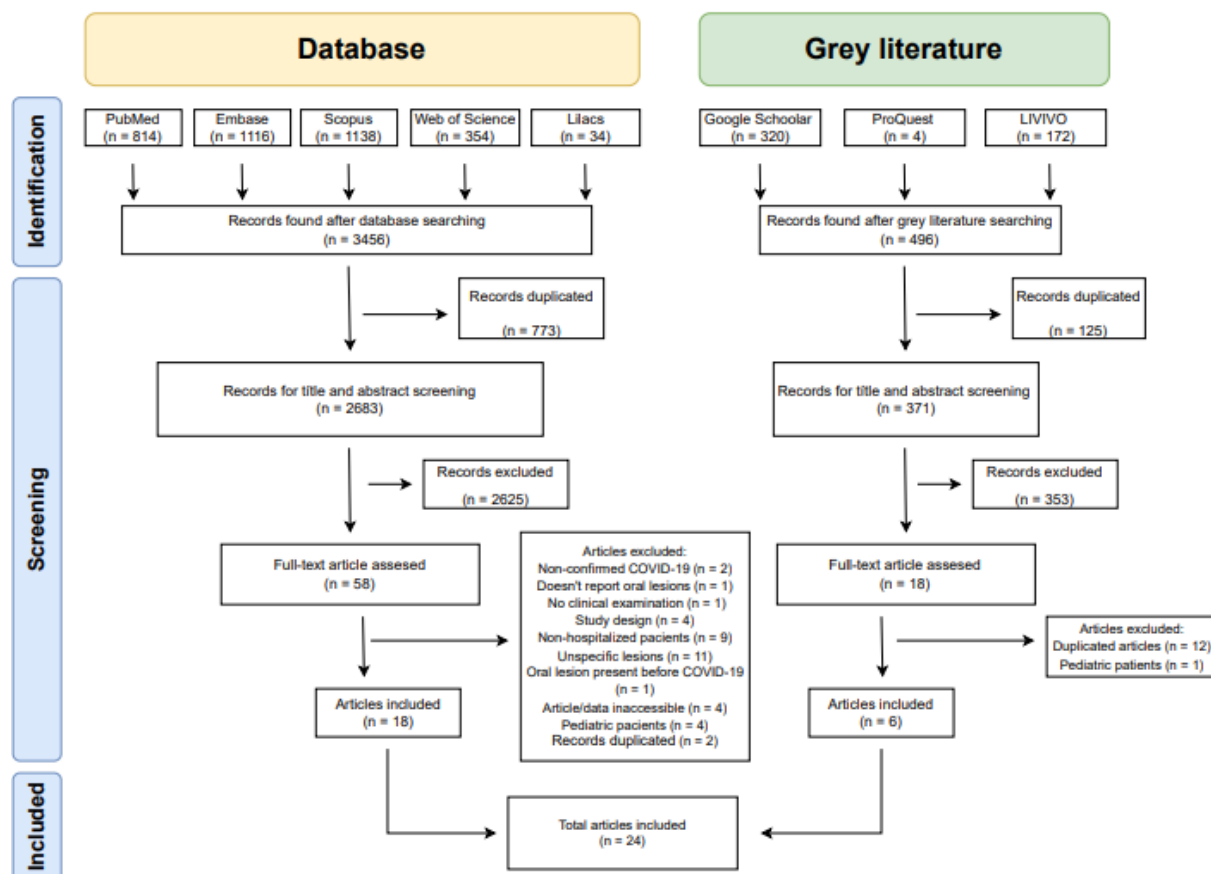 Database
Grey literature
Identification
PubMed
(n = 814)
Embase
(n = 1116)
Scopus
(n = 1138)
Web of Science
(n = 354)
Lilacs
(n = 34)
Google Schoolar
(n = 320)
ProQuest
(n = 4)
LIVIVO
(n = 172)
Records found after database searching
(n = 3456)
Records found after grey literature searching
(n = 496)
Screening
Records duplicated
(n = 773)
Records duplicated
(n = 125)
Records for title and abstract screening
(n = 2683)
Records for title and abstract screening
(n = 371)
Records excluded
(n = 2625)
Records excluded
(n = 353)
Full-text article assesed
(n = 58)
Full-text article assesed
(n = 18)
Articles excluded:
Non-confirmed COVID-19 (n = 2)
Doesn't report oral lesions (n = 1)
No clinical examination (n = 1)
Study design (n = 4)
Non-hospitalized pacients (n = 9)
Unspecific lesions (n = 11)
Oral lesion present before COVID-19
(n = 1)
Article/data inaccessible (n = 4)
Pediatric pacients (n = 4)
Records duplicated (n = 2)
Articles excluded:
Duplicated articles (n = 12)
Pediatric patients (n = 1)
Articles included
(n = 18)
Articles included
(n = 6)
Included
Total articles included
(n = 24)